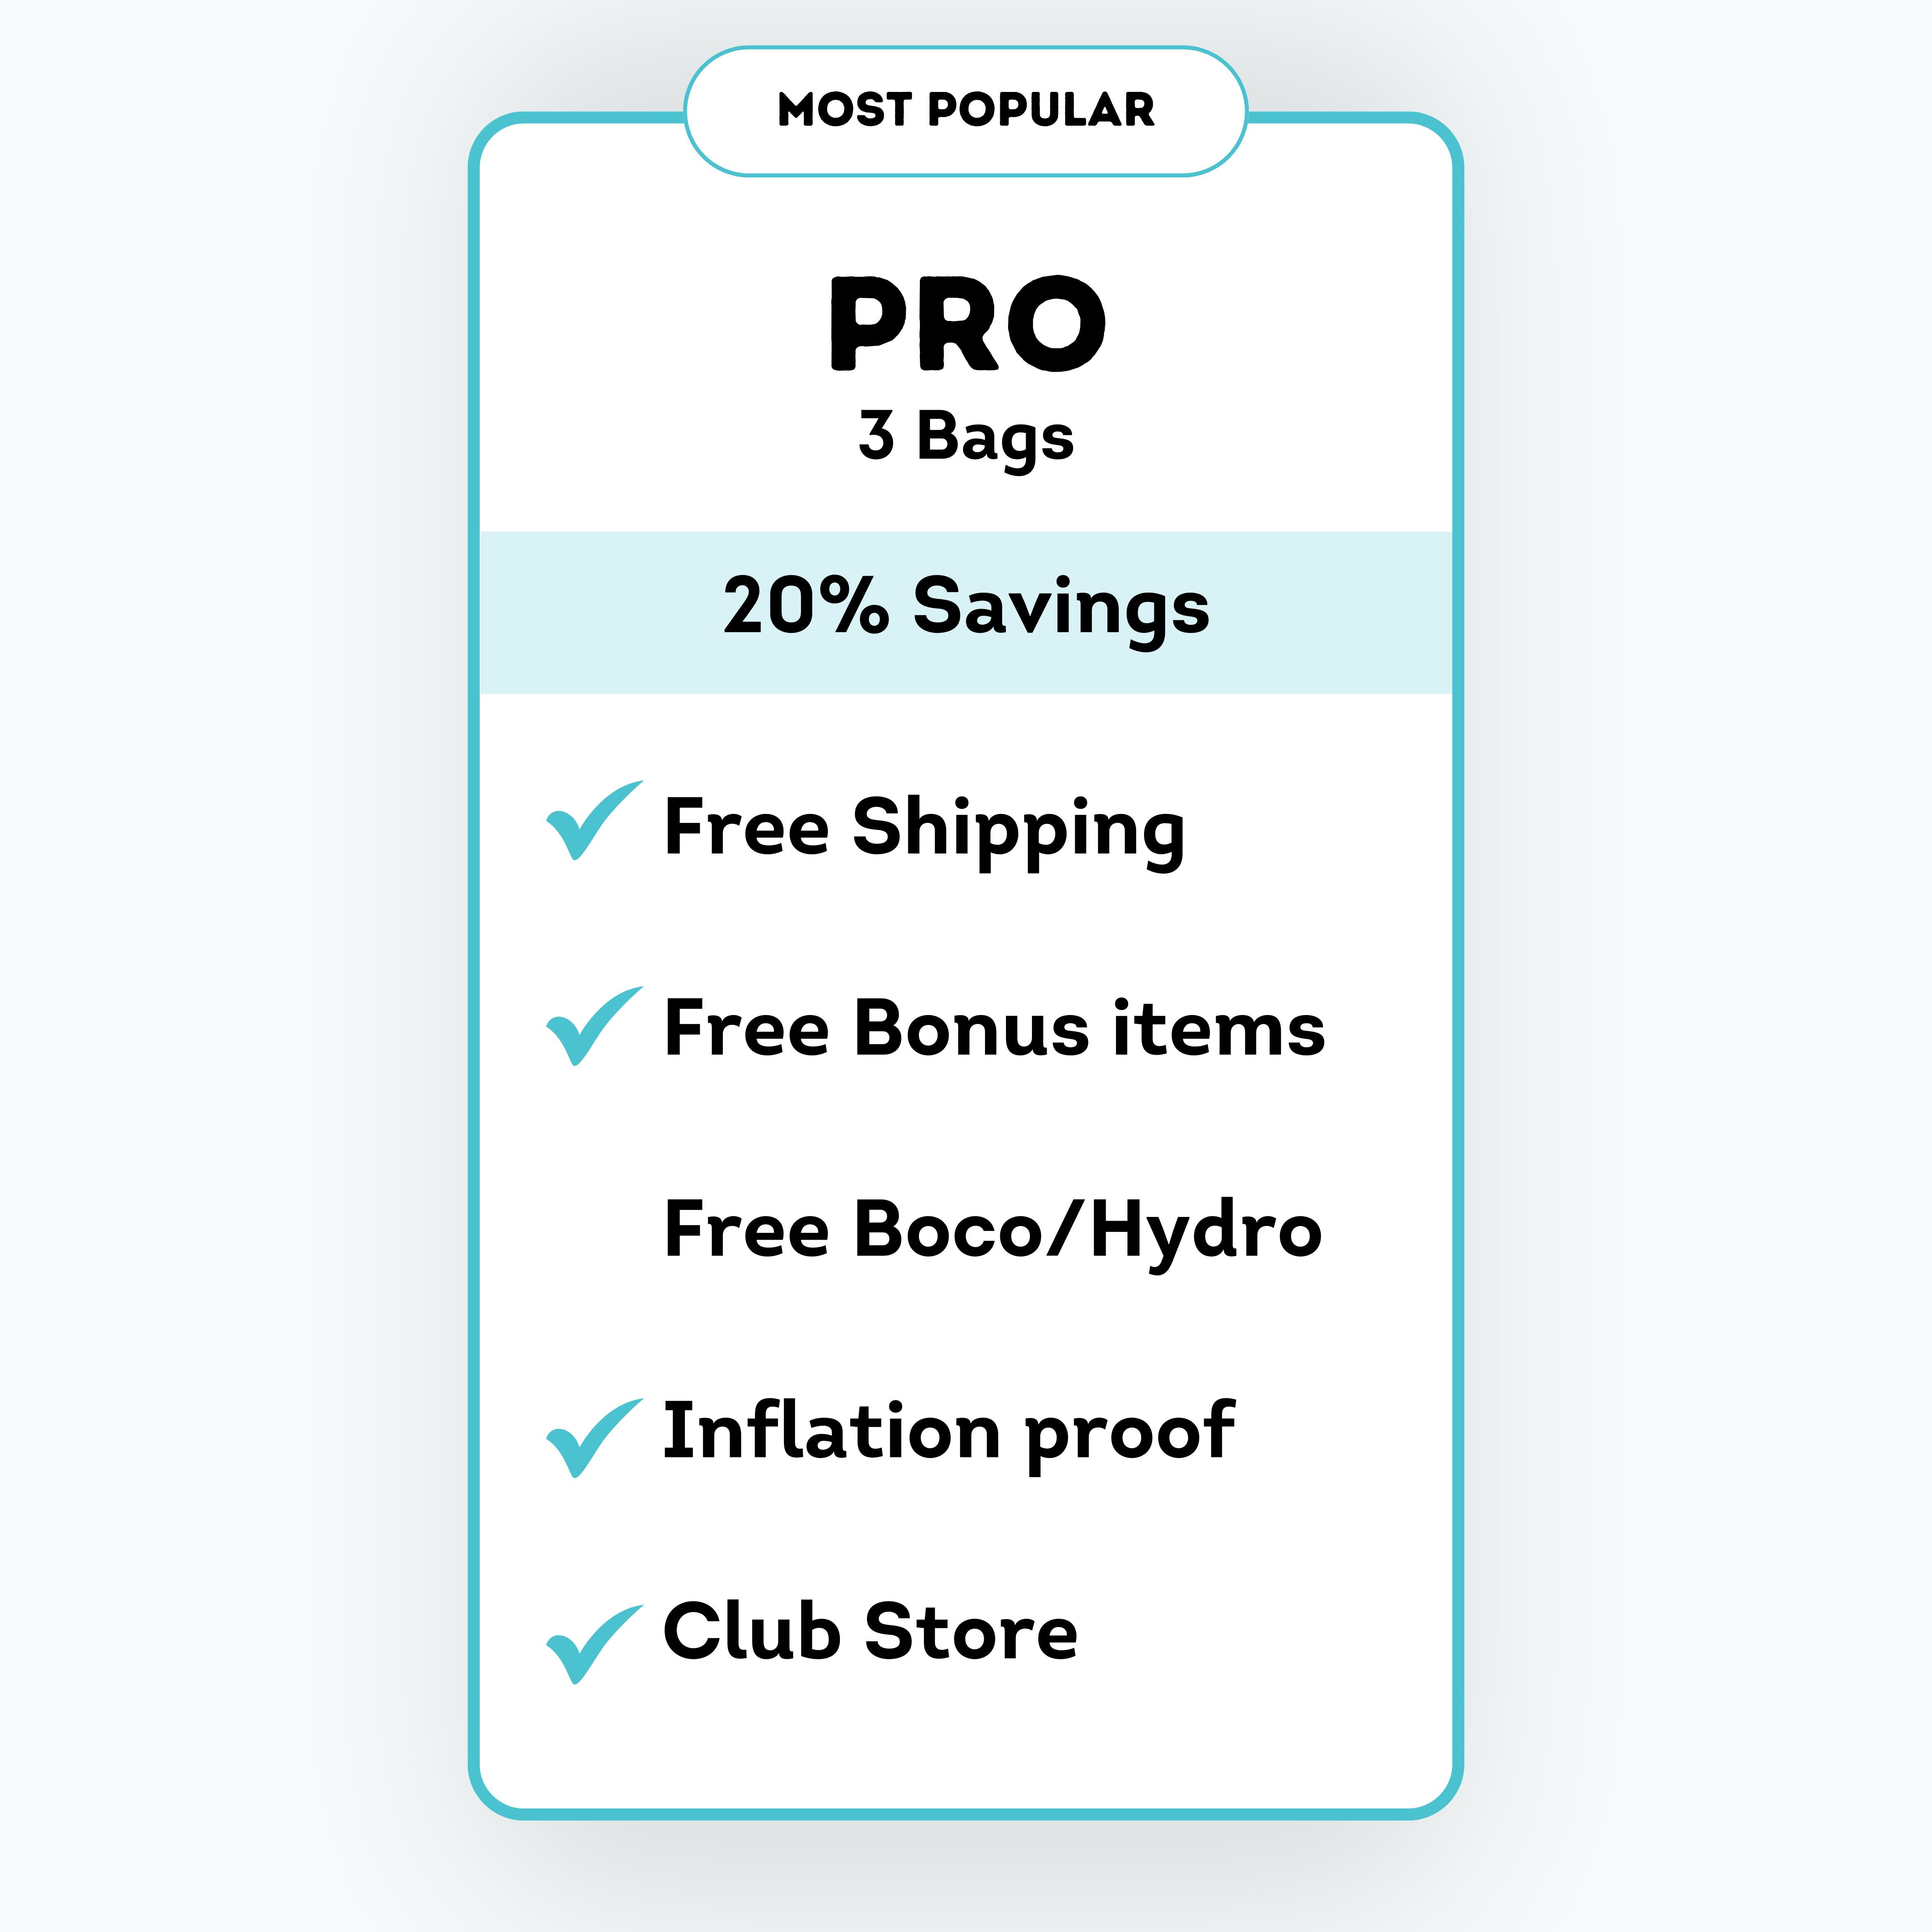 MOST POPULAR
PRO
3 Bags
20% Savings
Free Shipping
Free Bonus items
Free Boco/Hydro
Inflation proof
Club Store